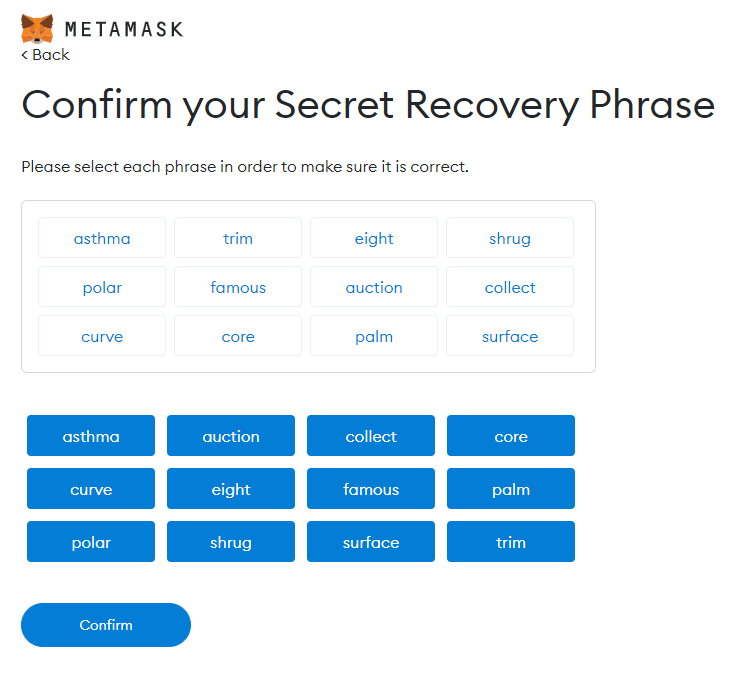 METAMASK
< Back
Confirm your Secret Recovery Phrase
Please select each phrase in order to make sure it is correct.
asthma trim eight shrug
polar famous auction collect
curve core palm surface
asthma auction collect core
curve eight famous palm
polar shrug surface trim
Confirm